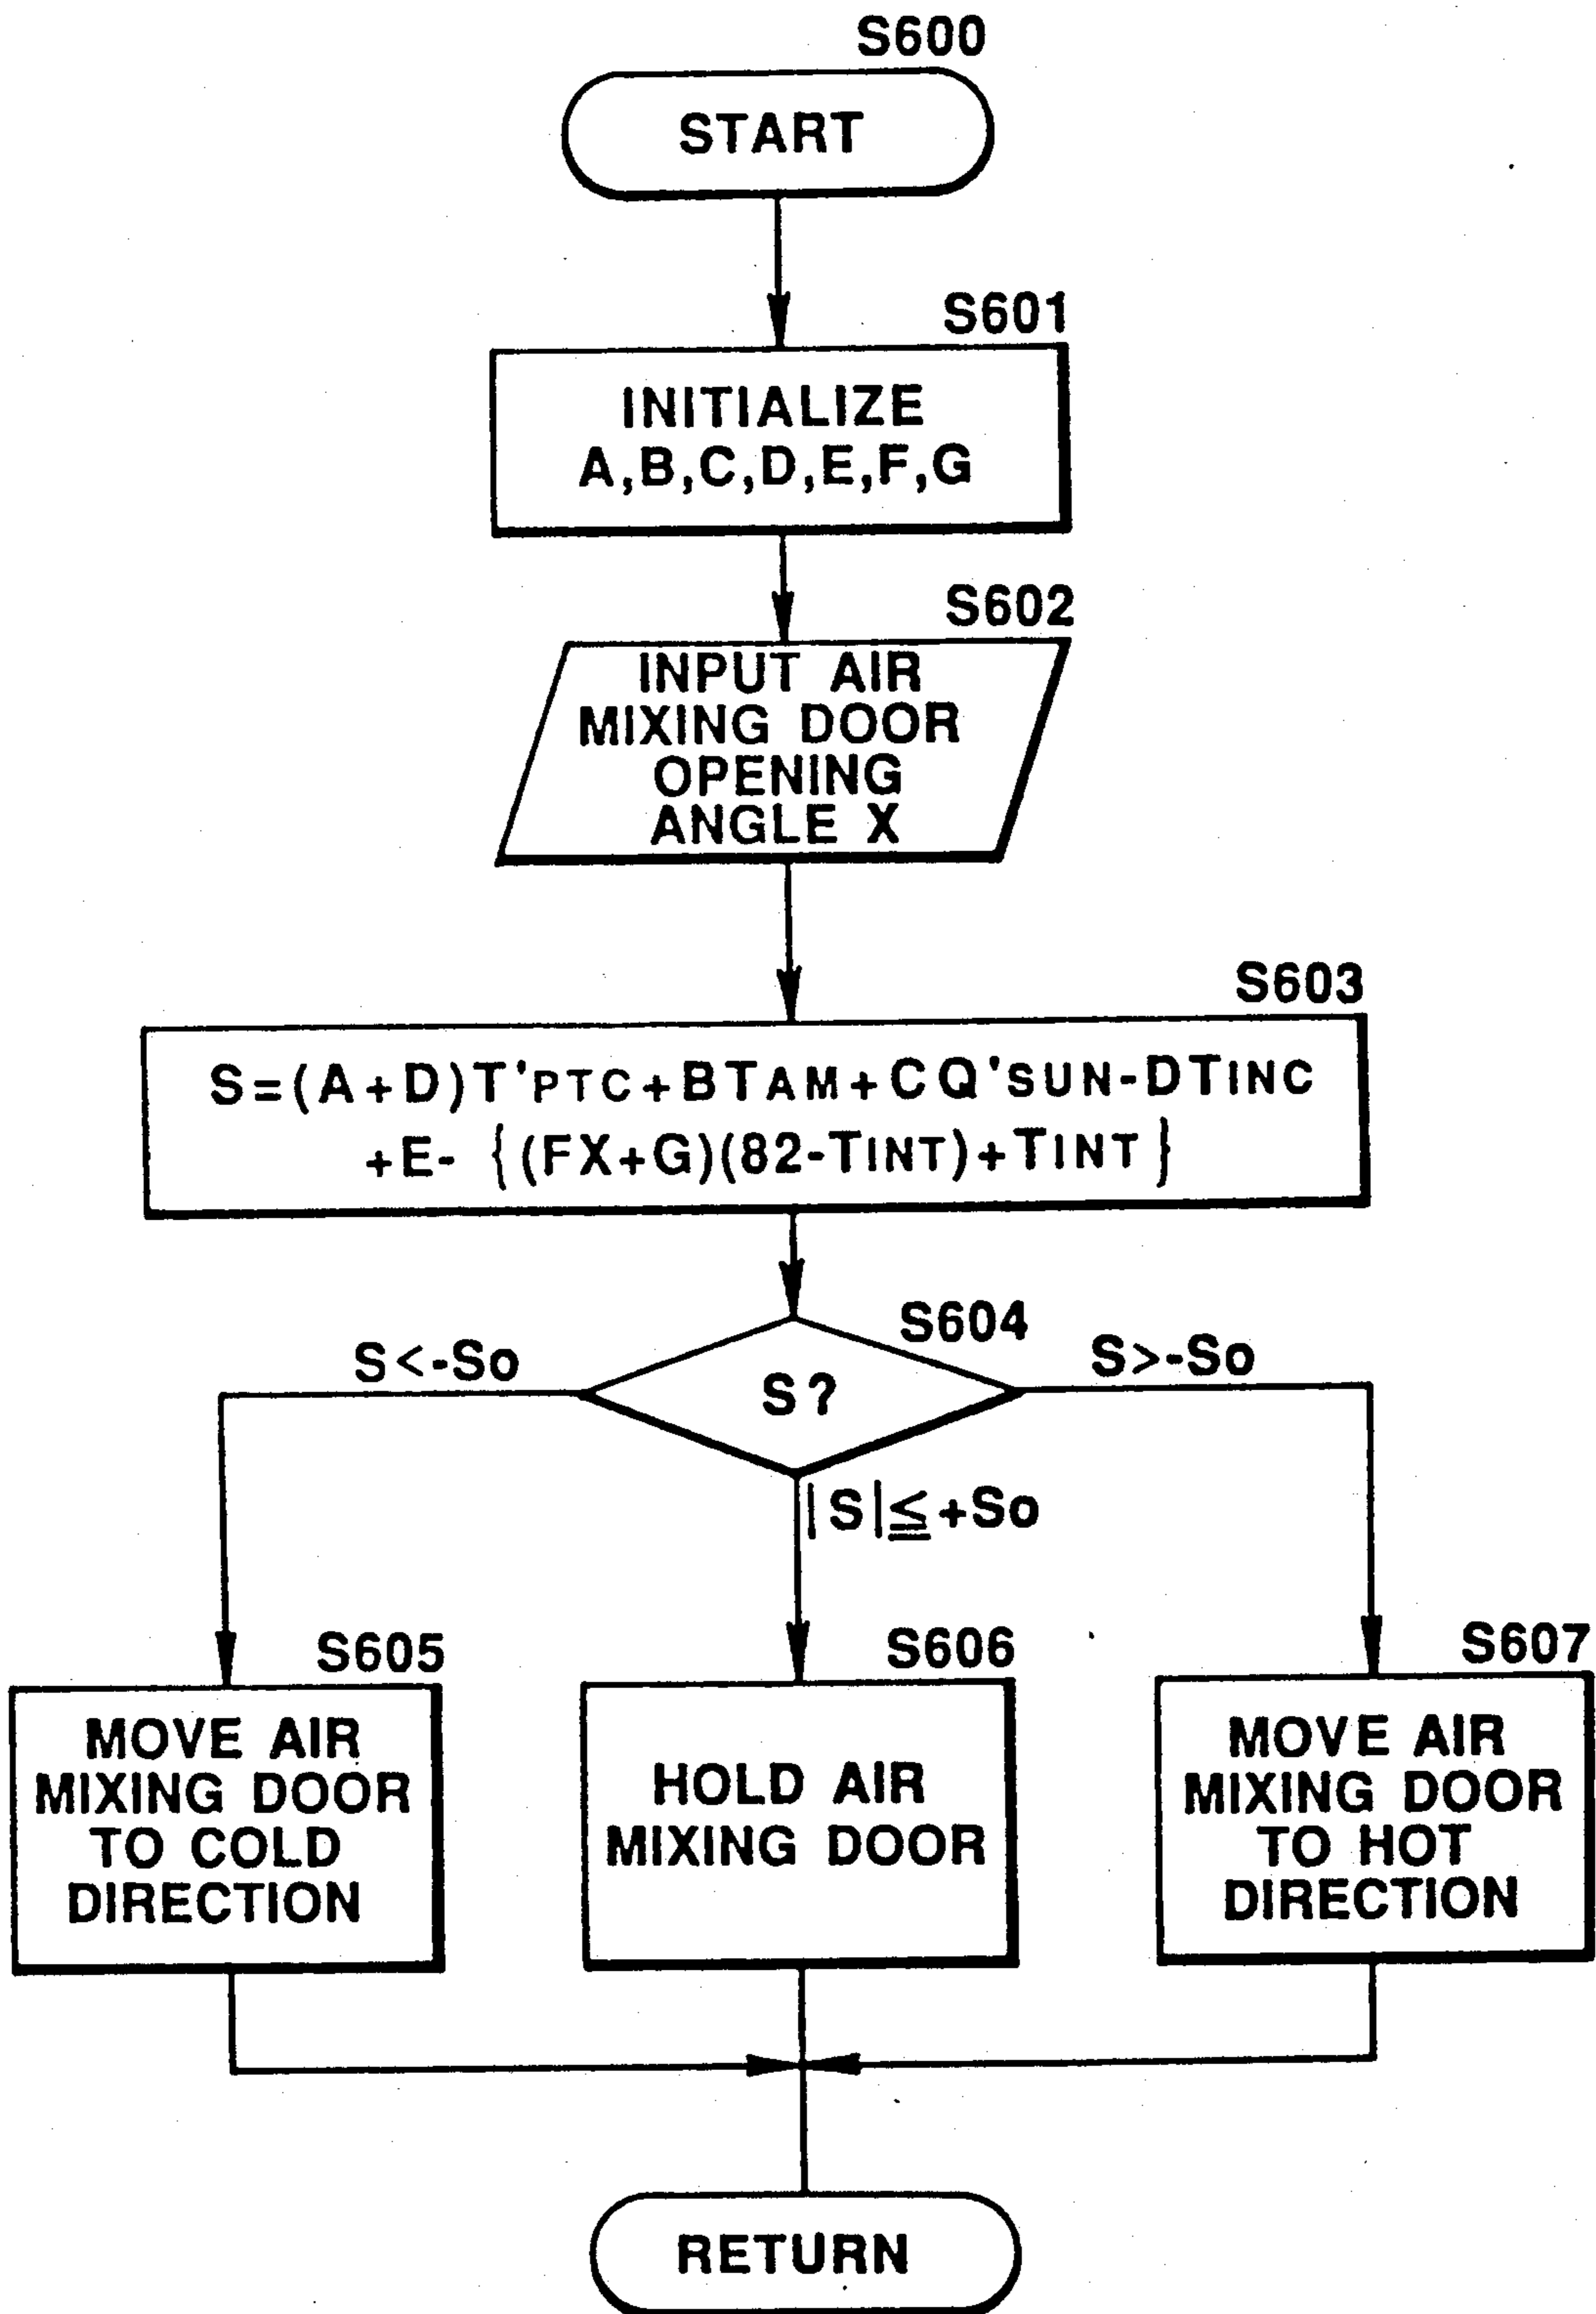 S600
START
S601
INITIALIZE
A,B,C,D,E,F,G
S602
INPUT AIR
MIXING DOOR
OPENING
ANGLE X
S603
S=(A+D)T'PTC+BTAM+CQ'SUN-DTINC
+E- {(FX+G)(82-TINT)+TINT}
S604
S<-So
S?
S>-So
|S|≦+So
S605
MOVE AIR
MIXING DOOR
TO COLD
DIRECTION
S606
HOLD AIR
MIXING DOOR
S607
MOVE AIR
MIXING DOOR
TO HOT
DIRECTION
RETURN